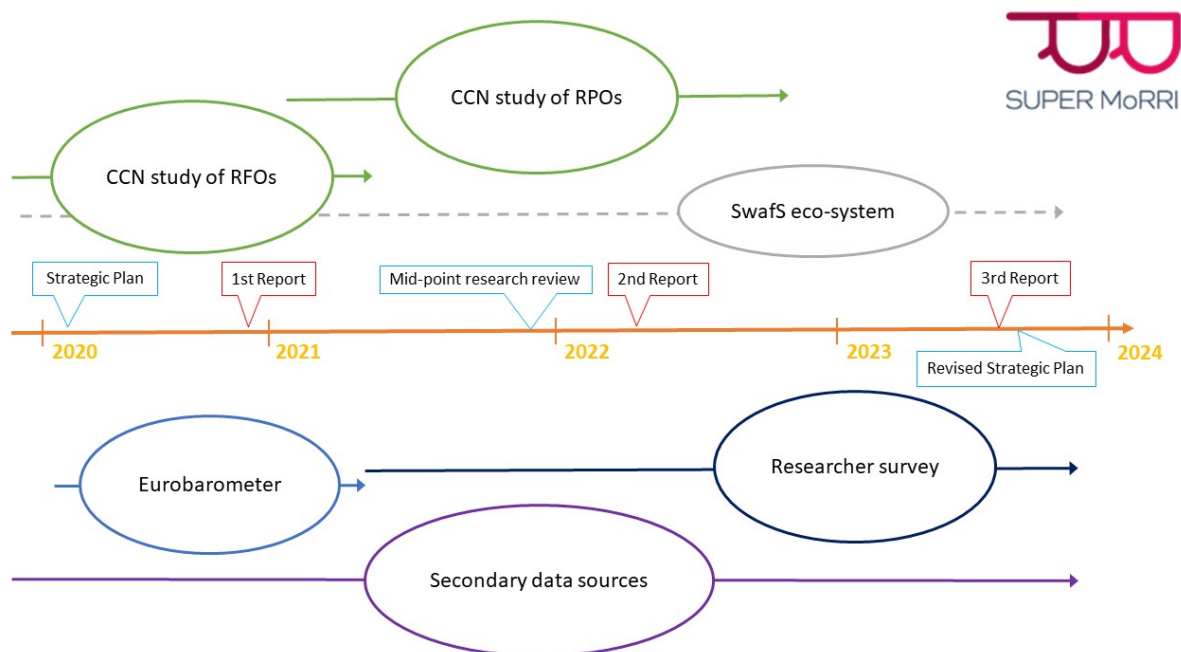 SUPER MoRRI
CCN study of RPOs
CCN study of RFOs
SwafS eco-system
Strategic Plan
1st Report
Mid-point research review
2nd Report
3rd Report
2020
2021
2022
2023
2024
Revised Strategic Plan
Eurobarometer
Researcher survey
Secondary data sources